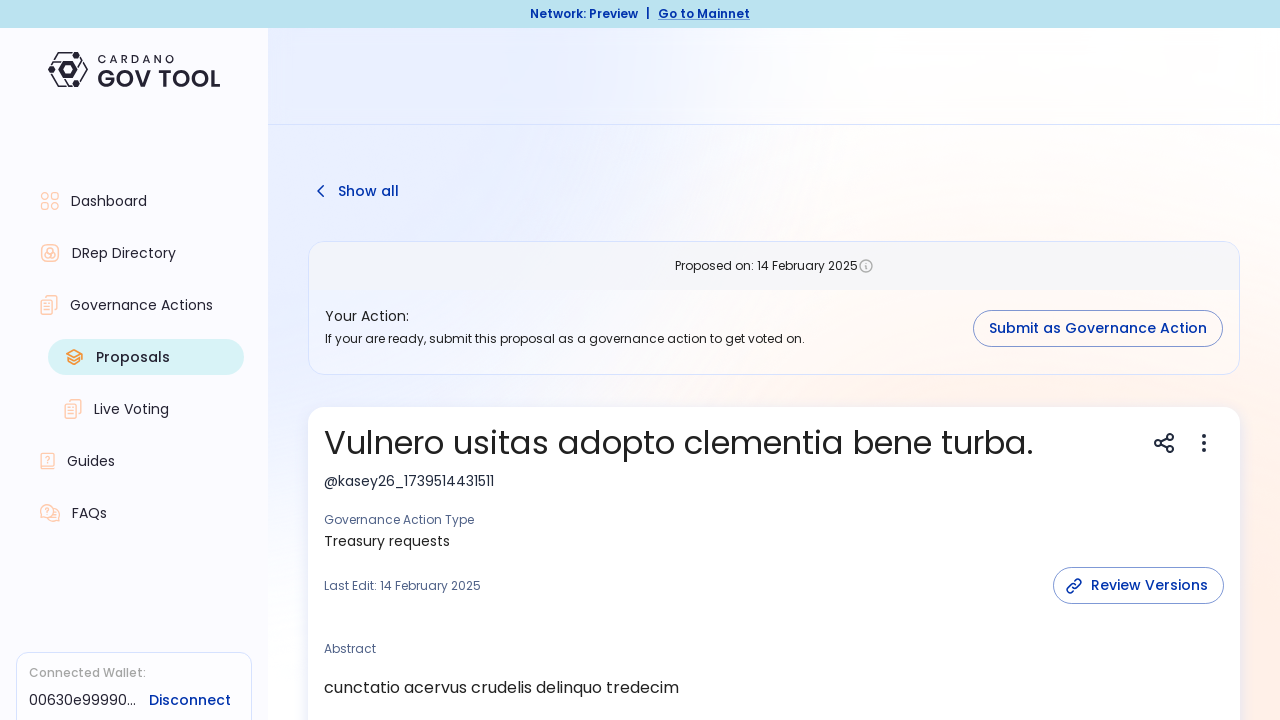 Network: Preview | Go to Mainnet
CARDANO
GOV TOOL
Dashboard
DRep Directory
Governance Actions
Proposals
Live Voting
Guides
FAQs
Connected Wallet:
00630e99990... Disconnect
Show all
Proposed on: 14 February 2025
Your Action:
If your are ready, submit this proposal as a governance action to get voted on.
Submit as Governance Action
Vulnero usitas adopto clementia bene turba.
@kasey26_1739514431511
Governance Action Type
Treasury requests
Last Edit: 14 February 2025
Review Versions
Abstract
cunctatio acervus crudelis delinquo tredecim